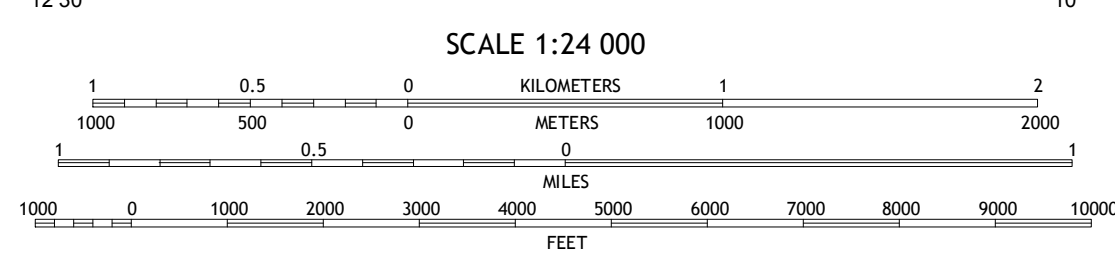 12'30" 10'
SCALE 1:24 000
1 0.5 0 KILOMETERS 1 2
1000 500 0 METERS 1000 2000
1 0.5 0 1
MILES
1000 0 1000 2000 3000 4000 5000 6000 7000 8000 9000 10000
FEET